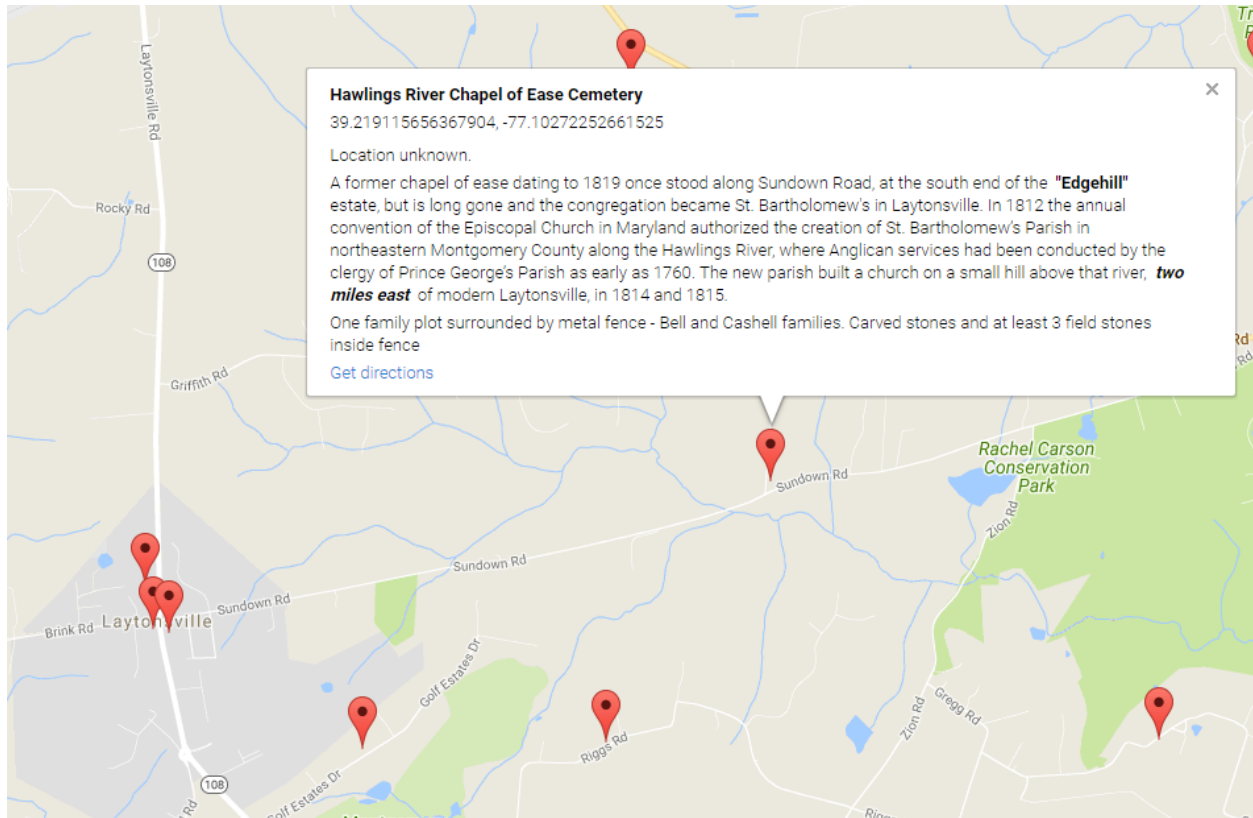 Laytonsville Rd
Hawlings River Chapel of Ease Cemetery
39.219115656367904, -77.10272252661525
Location unknown.
A former chapel of ease dating to 1819 once stood along Sundown Road, at the south end of the "Edgehill"
estate, but is long gone and the congregation became St. Bartholomew's in Laytonsville. In 1812 the annual
convention of the Episcopal Church in Maryland authorized the creation of St. Bartholomew's Parish in
northeastern Montgomery County along the Hawlings River, where Anglican services had been conducted by the
clergy of Prince George's Parish as early as 1760. The new parish built a church on a small hill above that river, two
miles east of modern Laytonsville, in 1814 and 1815.
One family plot surrounded by metal fence - Bell and Cashell families. Carved stones and at least 3 field stones
inside fence
Get directions
Rocky Rd
108
Griffith Rd
Rd
Rd
Rachel Carson
Conservation
Park
Sundown Rd
Zion Rd
Sundown Rd
Sundown Rd
Brink Rd
Laytonsville
Golf Estates Dr
Gregg Rd
Zion Rd
Riggs Rd
108
Golf Estates Dr
Rd